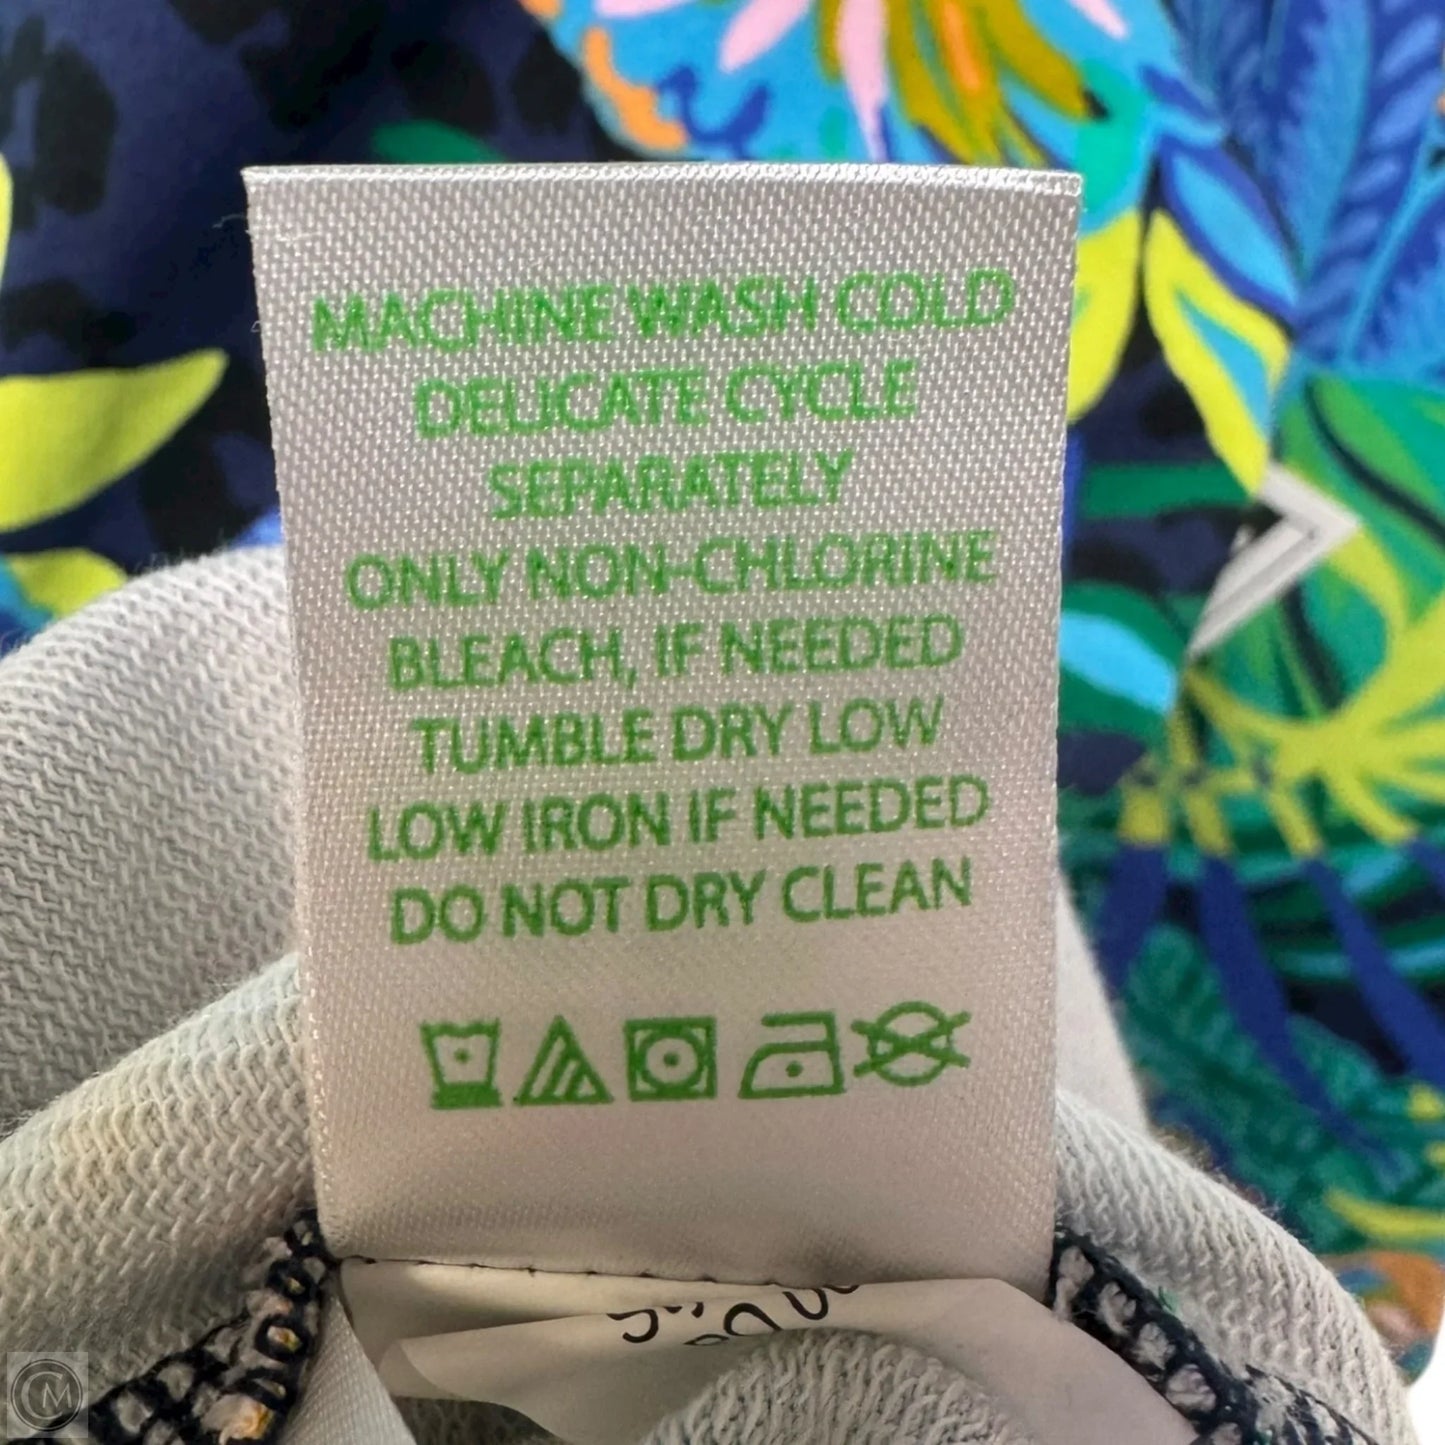 MACHINE WASH COLD
DELICATE CYCLE
SEPARATELY
ONLY NON-CHLORINE
BLEACH, IF NEEDED
TUMBLE DRY LOW
LOW IRON IF NEEDED
DO NOT DRY CLEAN
CM